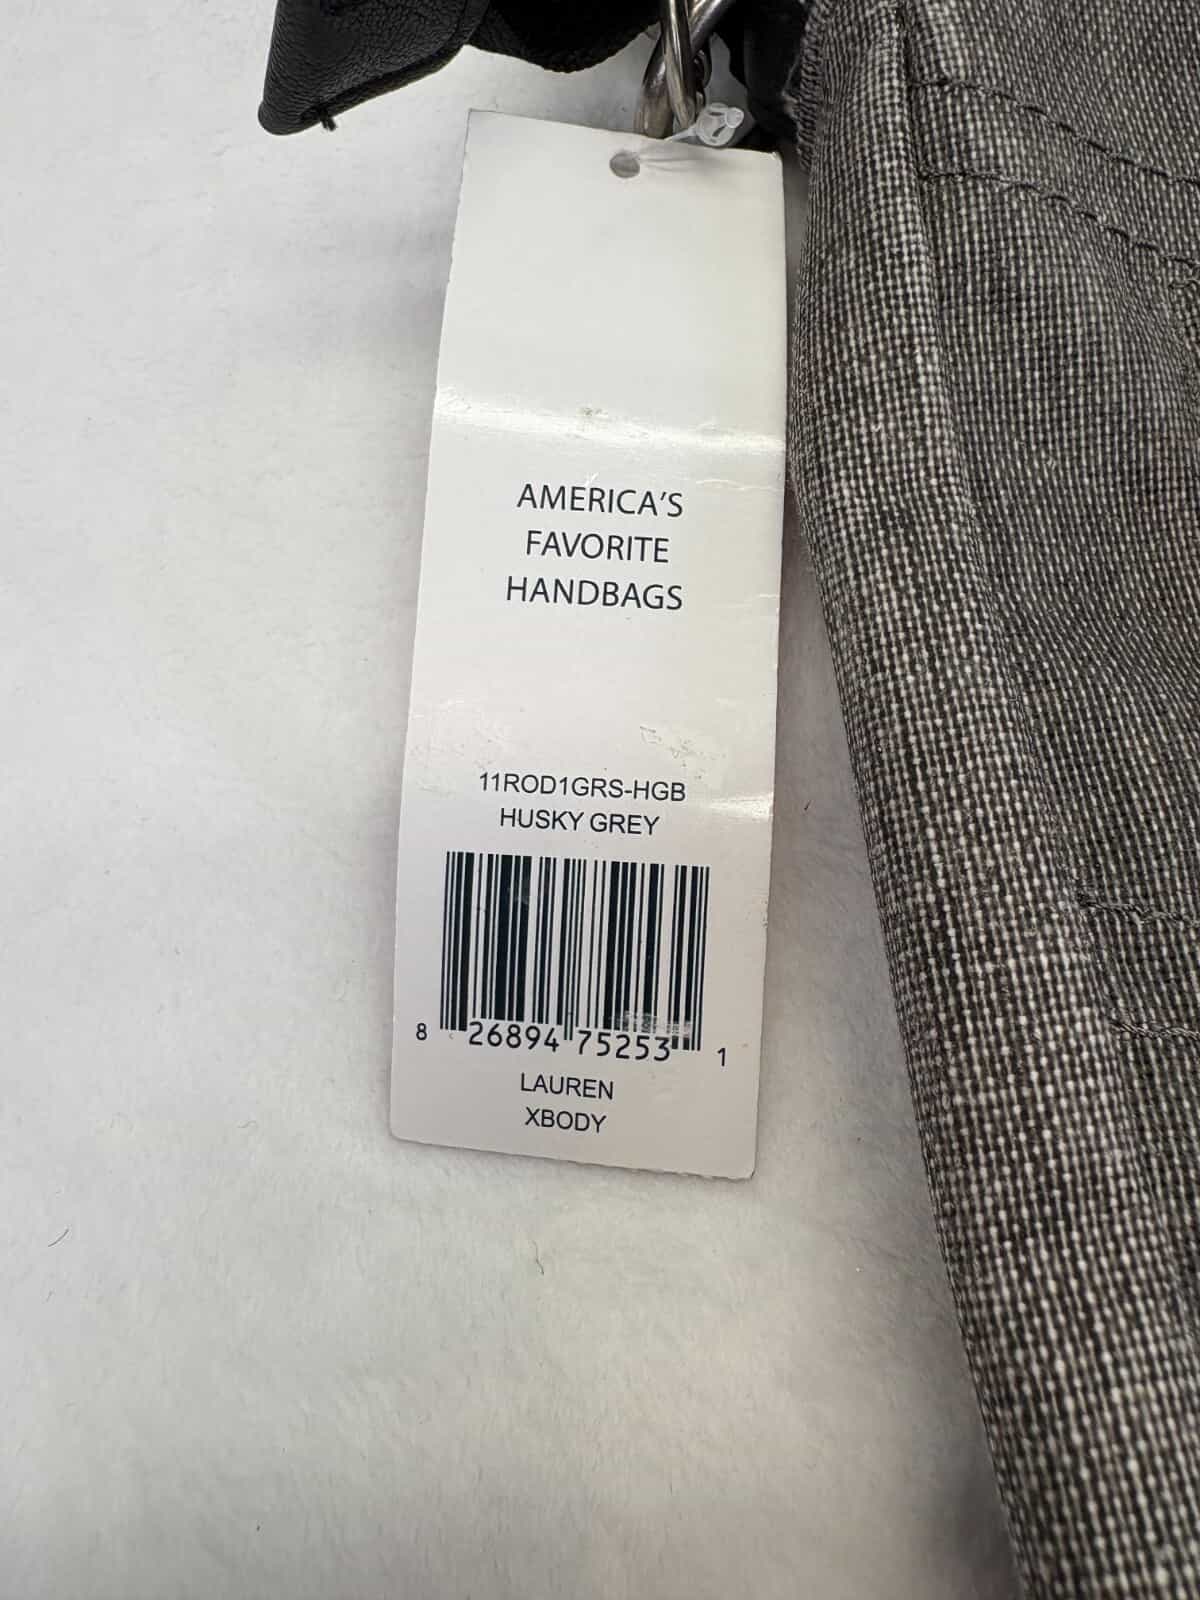 AMERICA'S
FAVORITE
HANDBAGS
11ROD1GRS-HGB
HUSKY GREY
8 26894 75253 1
LAUREN
XBODY